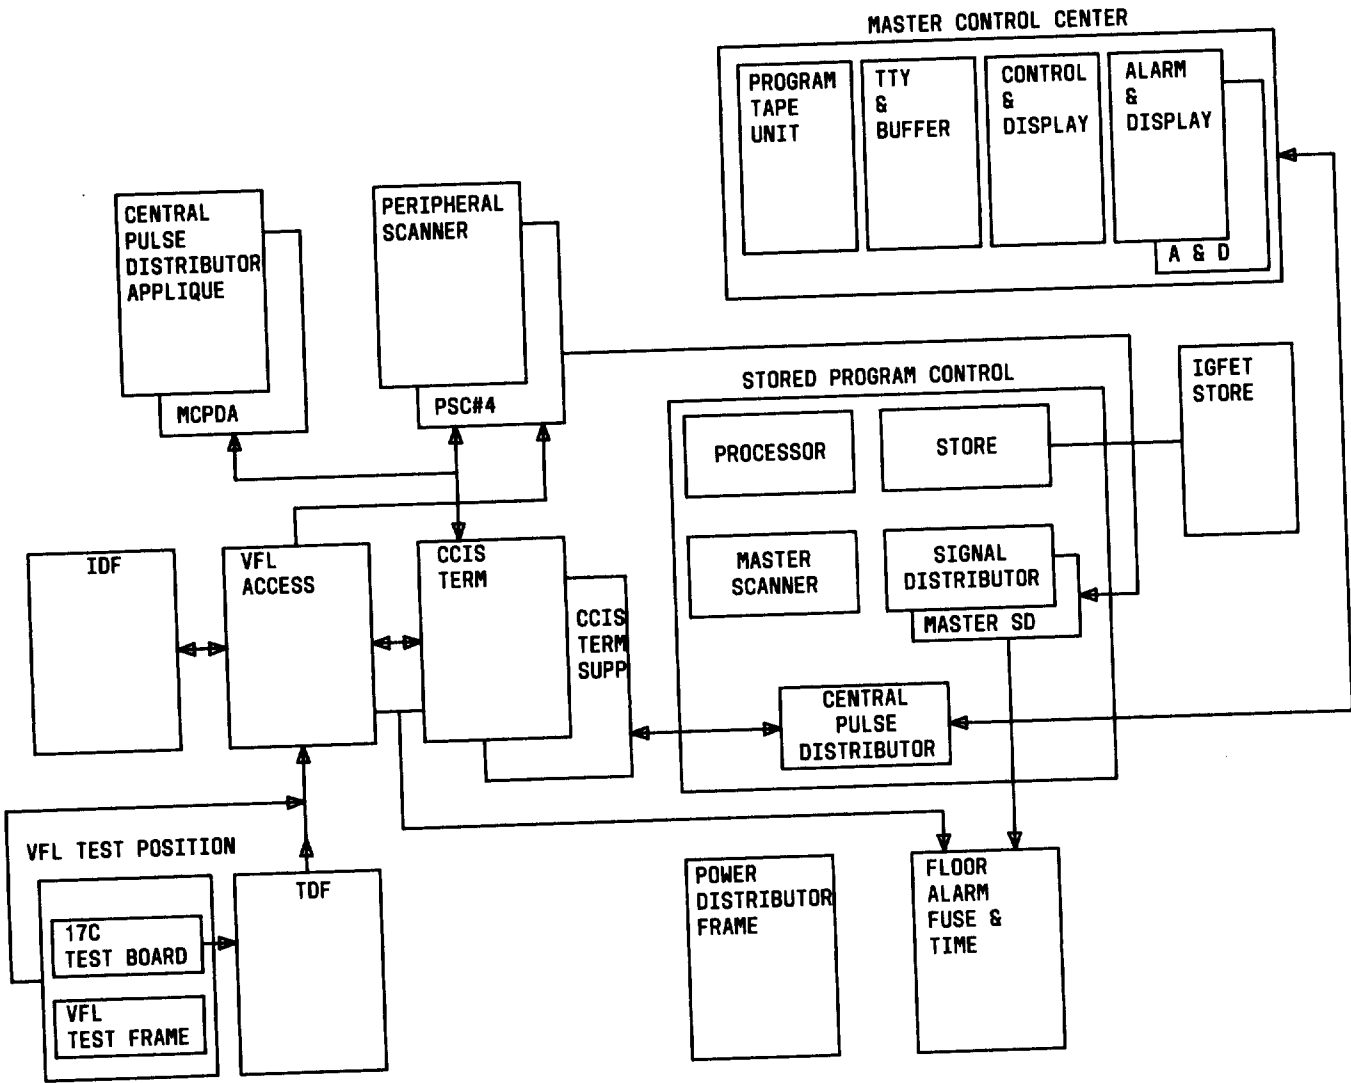 MASTER CONTROL CENTER
PROGRAM
TAPE
UNIT
TTY
&
BUFFER
CONTROL
&
DISPLAY
ALARM
&
DISPLAY
A & D
CENTRAL
PULSE
DISTRIBUTOR
APPLIQUE
MCPDA
PERIPHERAL
SCANNER
PSC#4
STORED PROGRAM CONTROL
PROCESSOR
STORE
MASTER
SCANNER
SIGNAL
DISTRIBUTOR
MASTER SD
CENTRAL
PULSE
DISTRIBUTOR
IGFET
STORE
IDF
VFL
ACCESS
CCIS
TERM
CCIS
TERM
SUPP
VFL TEST POSITION
17C
TEST BOARD
VFL
TEST FRAME
TDF
POWER
DISTRIBUTOR
FRAME
FLOOR
ALARM
FUSE &
TIME